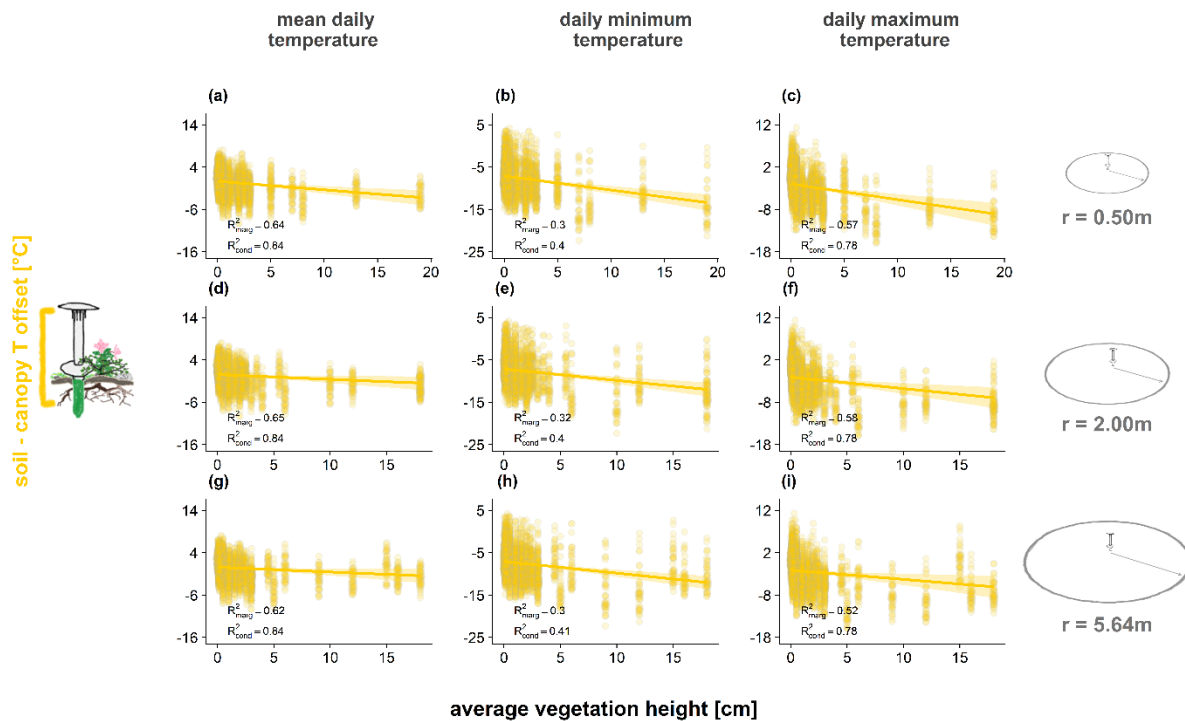 mean daily
temperature
daily minimum
temperature
daily maximum
temperature
(a)
(b)
(c)
14
4
-6
-16
R²marg – 0.64
R²cond = 0.84
0 5 10 15 20
5
-5
-15
-25
R²marg – 0.3
R²cond = 0.4
0 5 10 15 20
12
2
-8
-18
R²marg – 0.57
R²cond = 0.78
0 5 10 15 20
r = 0.50m
(d)
(e)
(f)
14
4
-6
-16
R²marg – 0.65
R²cond = 0.84
0 5 10 15
5
-5
-15
-25
R²marg – 0.32
R²cond = 0.4
0 5 10 15
12
2
-8
-18
R²marg – 0.58
R²cond = 0.78
0 5 10 15
r = 2.00m
soil - canopy T offset [°C]
(g)
(h)
(i)
14
4
-6
-16
R²marg – 0.62
R²cond = 0.84
0 5 10 15
5
-5
-15
-25
R²marg – 0.3
R²cond = 0.41
0 5 10 15
12
2
-8
-18
R²marg – 0.52
R²cond = 0.78
0 5 10 15
r = 5.64m
average vegetation height [cm]